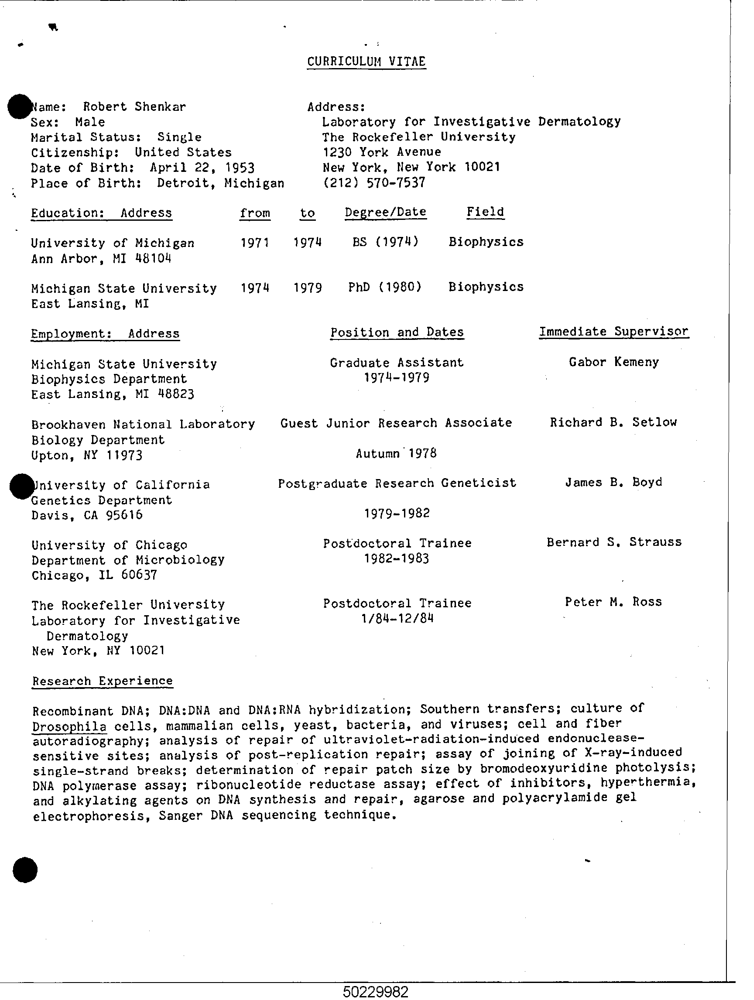 CURRICULUM VITAE
Name: Robert Shenkar Address:
Sex: Male Laboratory for Investigative Dermatology
Marital Status: Single The Rockefeller University
Citizenship: United States 1230 York Avenue
Date of Birth: April 22, 1953 New York, New York 10021
Place of Birth: Detroit, Michigan (212) 570-7537
Education: Address from to Degree/Date Field
University of Michigan 1971 1974 BS (1974) Biophysics
Ann Arbor, MI 48104
Michigan State University 1974 1979 PhD (1980) Biophysics
East Lansing, MI
Employment: Address Position and Dates Immediate Supervisor
Michigan State University Graduate Assistant Gabor Kemeny
Biophysics Department 1974-1979
East Lansing, MI 48823
Brookhaven National Laboratory Guest Junior Research Associate Richard B. Setlow
Biology Department
Upton, NY 11973 Autumn 1978
University of California Postgraduate Research Geneticist James B. Boyd
Genetics Department
Davis, CA 95616 1979-1982
University of Chicago Postdoctoral Trainee Bernard S. Strauss
Department of Microbiology 1982-1983
Chicago, IL 60637
The Rockefeller University Postdoctoral Trainee Peter M. Ross
Laboratory for Investigative 1/84-12/84
Dermatology
New York, NY 10021
Research Experience
Recombinant DNA; DNA:DNA and DNA:RNA hybridization; Southern transfers; culture of
Drosophila cells, mammalian cells, yeast, bacteria, and viruses; cell and fiber
autoradiography; analysis of repair of ultraviolet-radiation-induced endonuclease-
sensitive sites; analysis of post-replication repair; assay of joining of X-ray-induced
single-strand breaks; determination of repair patch size by bromodeoxyuridine photolysis;
DNA polymerase assay; ribonucleotide reductase assay; effect of inhibitors, hyperthermia,
and alkylating agents on DNA synthesis and repair, agarose and polyacrylamide gel
electrophoresis, Sanger DNA sequencing technique.
50229982